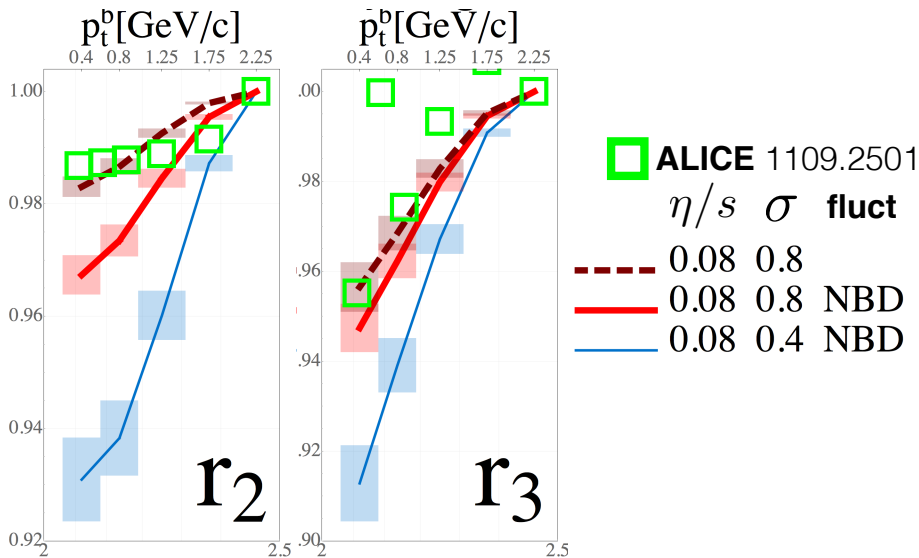 p_t^b[GeV/c]
0.4 0.8 1.25 1.75 2.25
1.00
0.98
0.96
0.94
0.92
2 2.5
r_2
p_t^b[GeV/c]
0.4 0.8 1.25 1.75 2.25
.00
.98
.96
.94
.92
.90
2 2.5
r_3
ALICE 1109.2501
η/s σ fluct
0.08 0.8
0.08 0.8 NBD
0.08 0.4 NBD